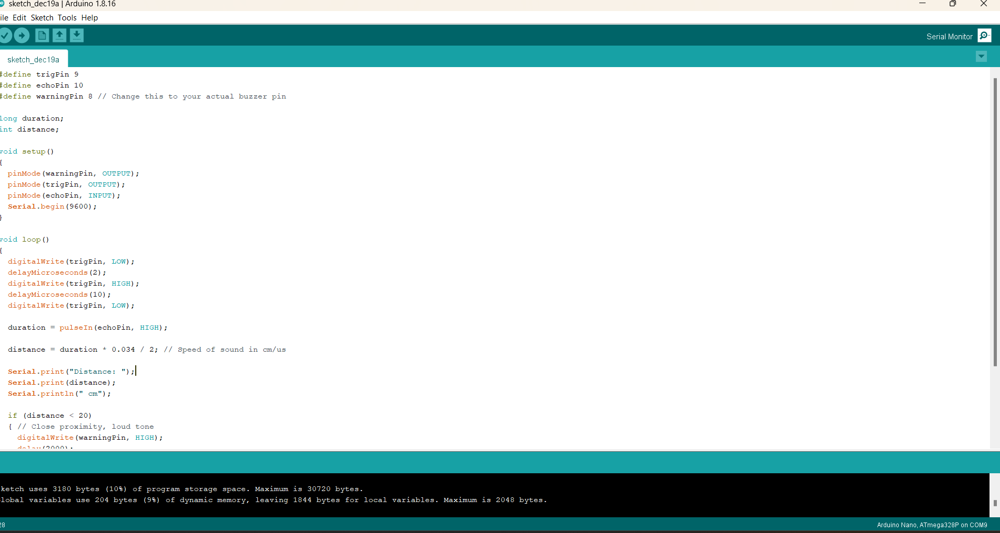 sketch_dec19a | Arduino 1.8.16
ile Edit Sketch Tools Help
Serial Monitor
sketch_dec19a
#define trigPin 9
#define echoPin 10
#define warningPin 8 // Change this to your actual buzzer pin
long duration;
int distance;
void setup()
{
pinMode(warningPin, OUTPUT);
pinMode(trigPin, OUTPUT);
pinMode(echoPin, INPUT);
Serial.begin(9600);
}
void loop()
{
digitalWrite(trigPin, LOW);
delayMicroseconds(2);
digitalWrite(trigPin, HIGH);
delayMicroseconds(10);
digitalWrite(trigPin, LOW);
duration = pulseIn(echoPin, HIGH);
distance = duration * 0.034 / 2; // Speed of sound in cm/us
Serial.print("Distance: ");
Serial.print(distance);
Serial.println(" cm");
if (distance < 20)
{ // Close proximity, loud tone
digitalWrite(warningPin, HIGH);
delay(2000);
ketch uses 3180 bytes (10%) of program storage space. Maximum is 30720 bytes.
lobal variables use 204 bytes (9%) of dynamic memory, leaving 1844 bytes for local variables. Maximum is 2048 bytes.
28
Arduino Nano, ATmega328P on COM9